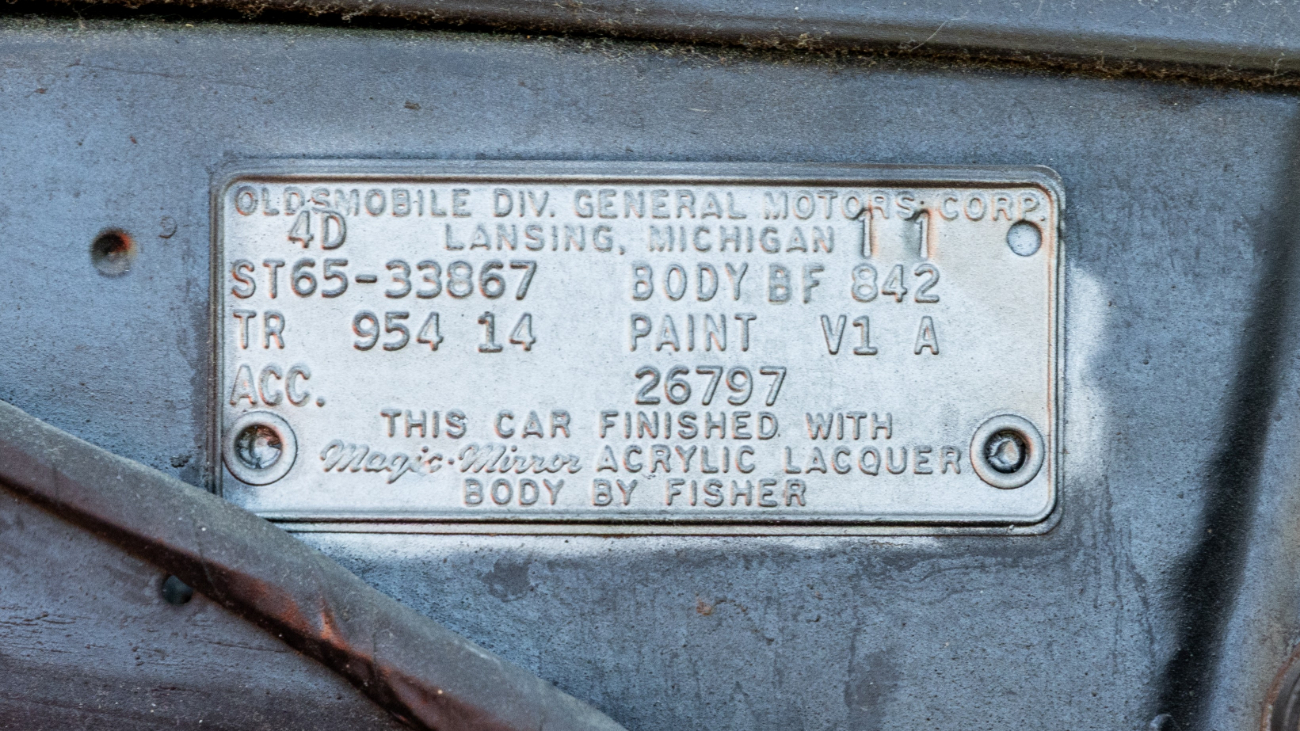 OLDSMOBILE DIV. GENERAL MOTORS CORP.
4D LANSING, MICHIGAN 1 1
ST65-33867 BODY BF 842
TR 954 14 PAINT V1 A
ACC. 26797
THIS CAR FINISHED WITH
Magic-Mirror ACRYLIC LACQUER
BODY BY FISHER